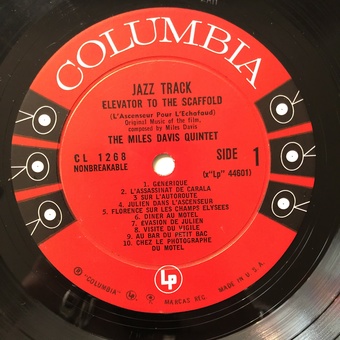 COLUMBIA
JAZZ TRACK
ELEVATOR TO THE SCAFFOLD
(L'Ascenseur Pour L'Echafaud)
Original Music of the film,
composed by Miles Davis
THE MILES DAVIS QUINTET
CL 1268
NONBREAKABLE
SIDE 1
(x"Lp" 44601)
1. GENERIQUE
2. L'ASSASSINAT DE CARALA
3. SUR L'AUTOROUTE
4. JULIEN DANS L'ASCENSEUR
5. FLORENCE SUR LES CHAMPS ELYSEES
6. DINER AU MOTEL
7. EVASION DE JULIEN
8. VISITE DU VIGILE
9. AU BAR DU PETIT BAC
10. CHEZ LE PHOTOGRAPHE
DU MOTEL
LP
® "COLUMBIA"
MARCAS REG.
MADE IN U.S.A.